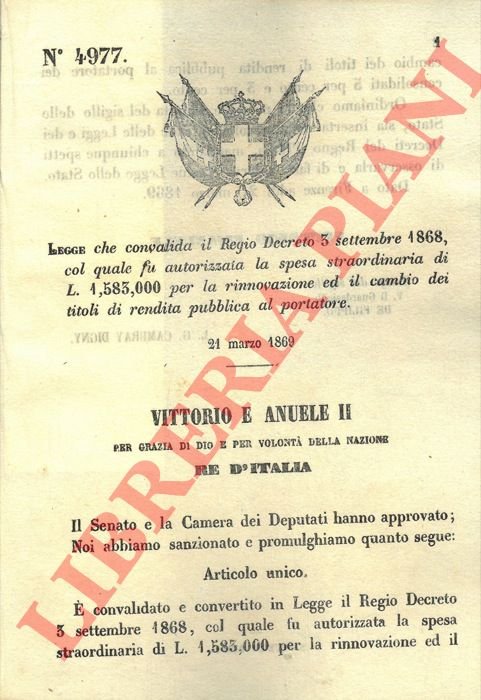 N° 4977.
1
LEGGE che convalida il Regio Decreto 3 settembre 1868,
col quale fu autorizzata la spesa straordinaria di
L. 1,583,000 per la rinnovazione ed il cambio dei
titoli di rendita pubblica al portatore.
21 marzo 1869
VITTORIO E ANUELE II
PER GRAZIA DI DIO E PER VOLONTÀ DELLA NAZIONE
RE D'ITALIA
Il Senato e la Camera dei Deputati hanno approvato;
Noi abbiamo sanzionato e promulghiamo quanto segue:
Articolo unico.
È convalidato e convertito in Legge il Regio Decreto
3 settembre 1868, col quale fu autorizzata la spesa
straordinaria di L. 1,583,000 per la rinnovazione ed il
LIBRERIA PIANI